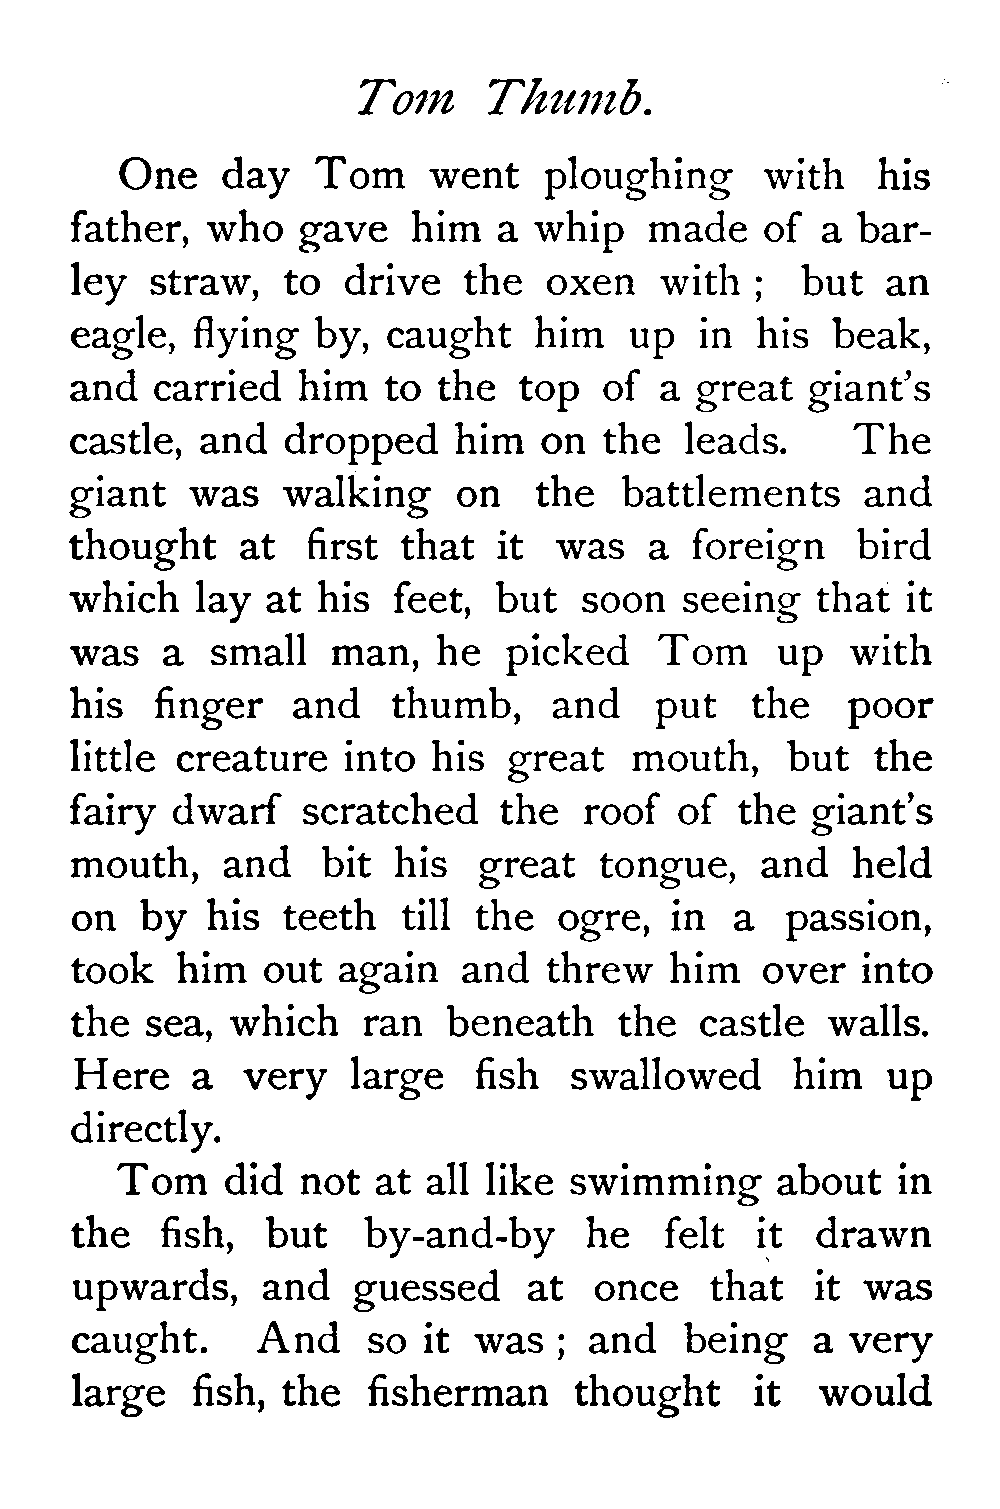 Tom Thumb.
One day Tom went ploughing with his
father, who gave him a whip made of a bar-
ley straw, to drive the oxen with ; but an
eagle, flying by, caught him up in his beak,
and carried him to the top of a great giant's
castle, and dropped him on the leads. The
giant was walking on the battlements and
thought at first that it was a foreign bird
which lay at his feet, but soon seeing that it
was a small man, he picked Tom up with
his finger and thumb, and put the poor
little creature into his great mouth, but the
fairy dwarf scratched the roof of the giant's
mouth, and bit his great tongue, and held
on by his teeth till the ogre, in a passion,
took him out again and threw him over into
the sea, which ran beneath the castle walls.
Here a very large fish swallowed him up
directly.
Tom did not at all like swimming about in
the fish, but by-and-by he felt it drawn
upwards, and guessed at once that it was
caught. And so it was ; and being a very
large fish, the fisherman thought it would